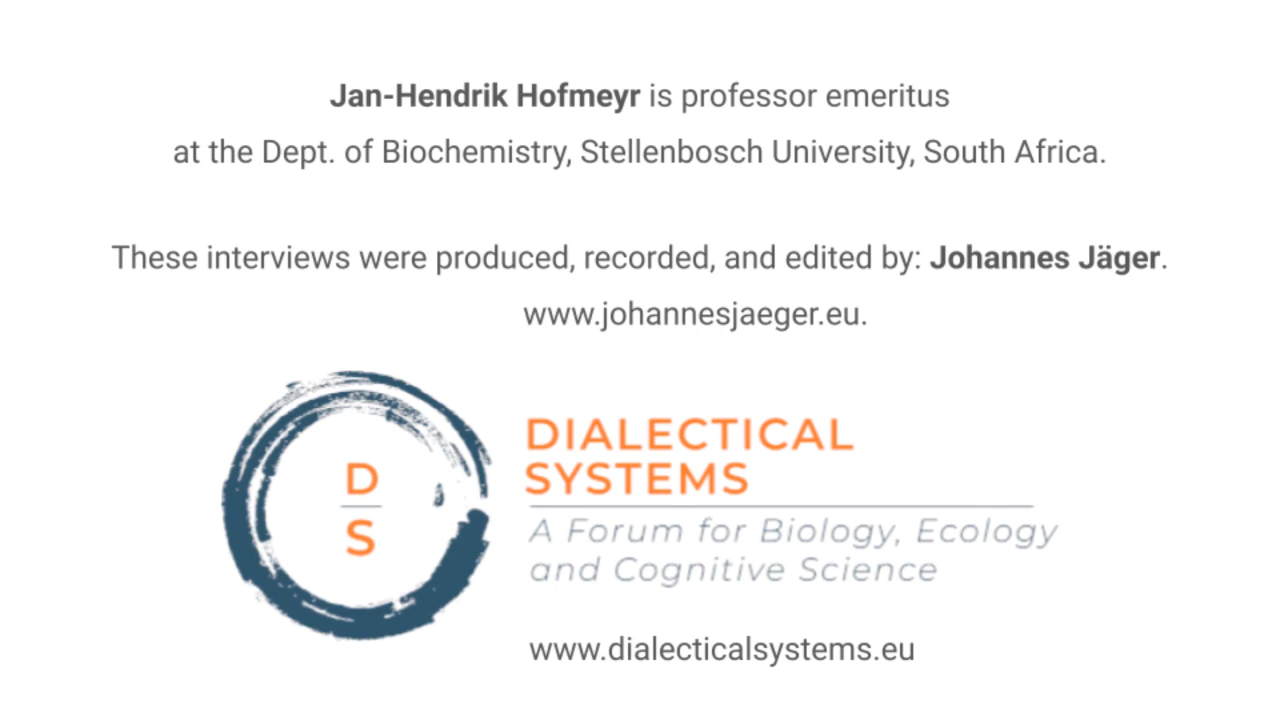 Jan-Hendrik Hofmeyr is professor emeritus
at the Dept. of Biochemistry, Stellenbosch University, South Africa.
These interviews were produced, recorded, and edited by: Johannes Jäger.
www.johannesjaeger.eu.
D
S
DIALECTICAL
SYSTEMS
A Forum for Biology, Ecology
and Cognitive Science
www.dialecticalsystems.eu